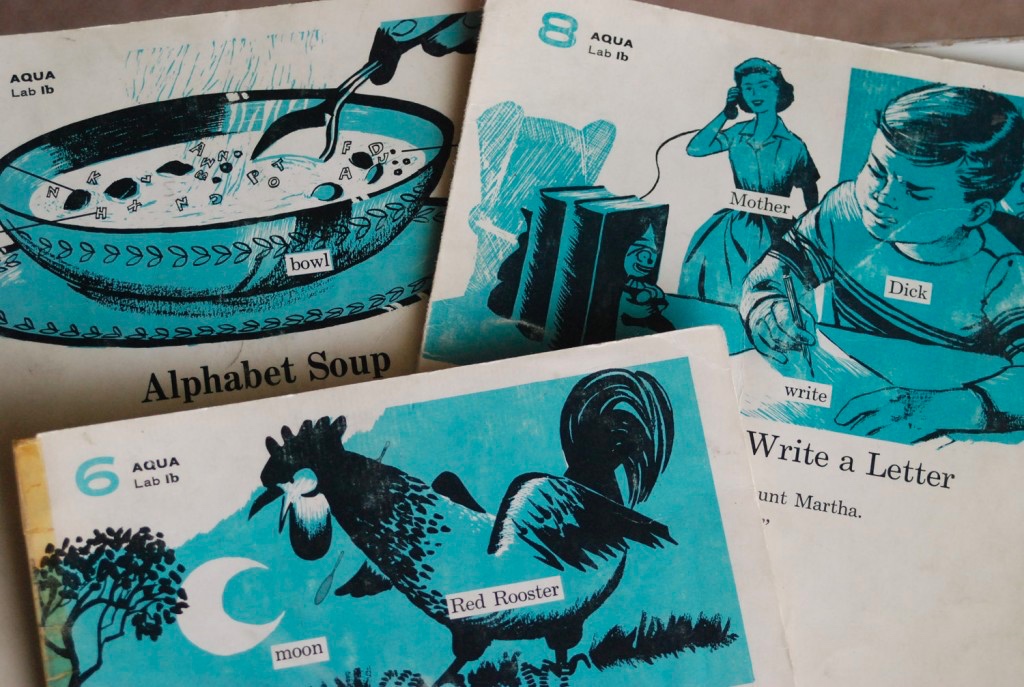 AQUA
Lab Ib
bowl
Alphabet Soup
8
AQUA
Lab Ib
Mother
Dick
write
Write a Letter
unt Martha.
”
6
AQUA
Lab Ib
Red Rooster
moon